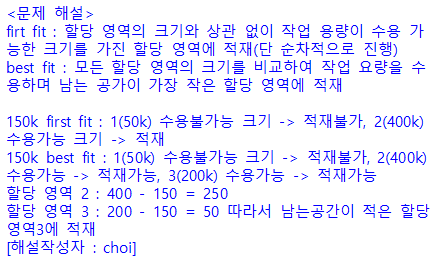 <문제 해설>
firt fit : 할당 영역의 크기와 상관 없이 작업 용량이 수용 가
능한 크기를 가진 할당 영역에 적재(단 순차적으로 진행)
best fit : 모든 할당 영역의 크기를 비교하여 작업 요량을 수
용하며 남는 공가이 가장 작은 할당 영역에 적재

150k first fit : 1(50k) 수용불가능 크기 -> 적재불가, 2(400k)
수용가능 크기 -> 적재
150k best fit : 1(50k) 수용불가능 크기 -> 적재불가, 2(400k)
수용가능 -> 적재가능, 3(200k) 수용가능 -> 적재가능
할당 영역 2 : 400 - 150 = 250
할당 영역 3 : 200 - 150 = 50 따라서 남는공간이 적은 할당
영역3에 적재
[해설작성자 : choi]